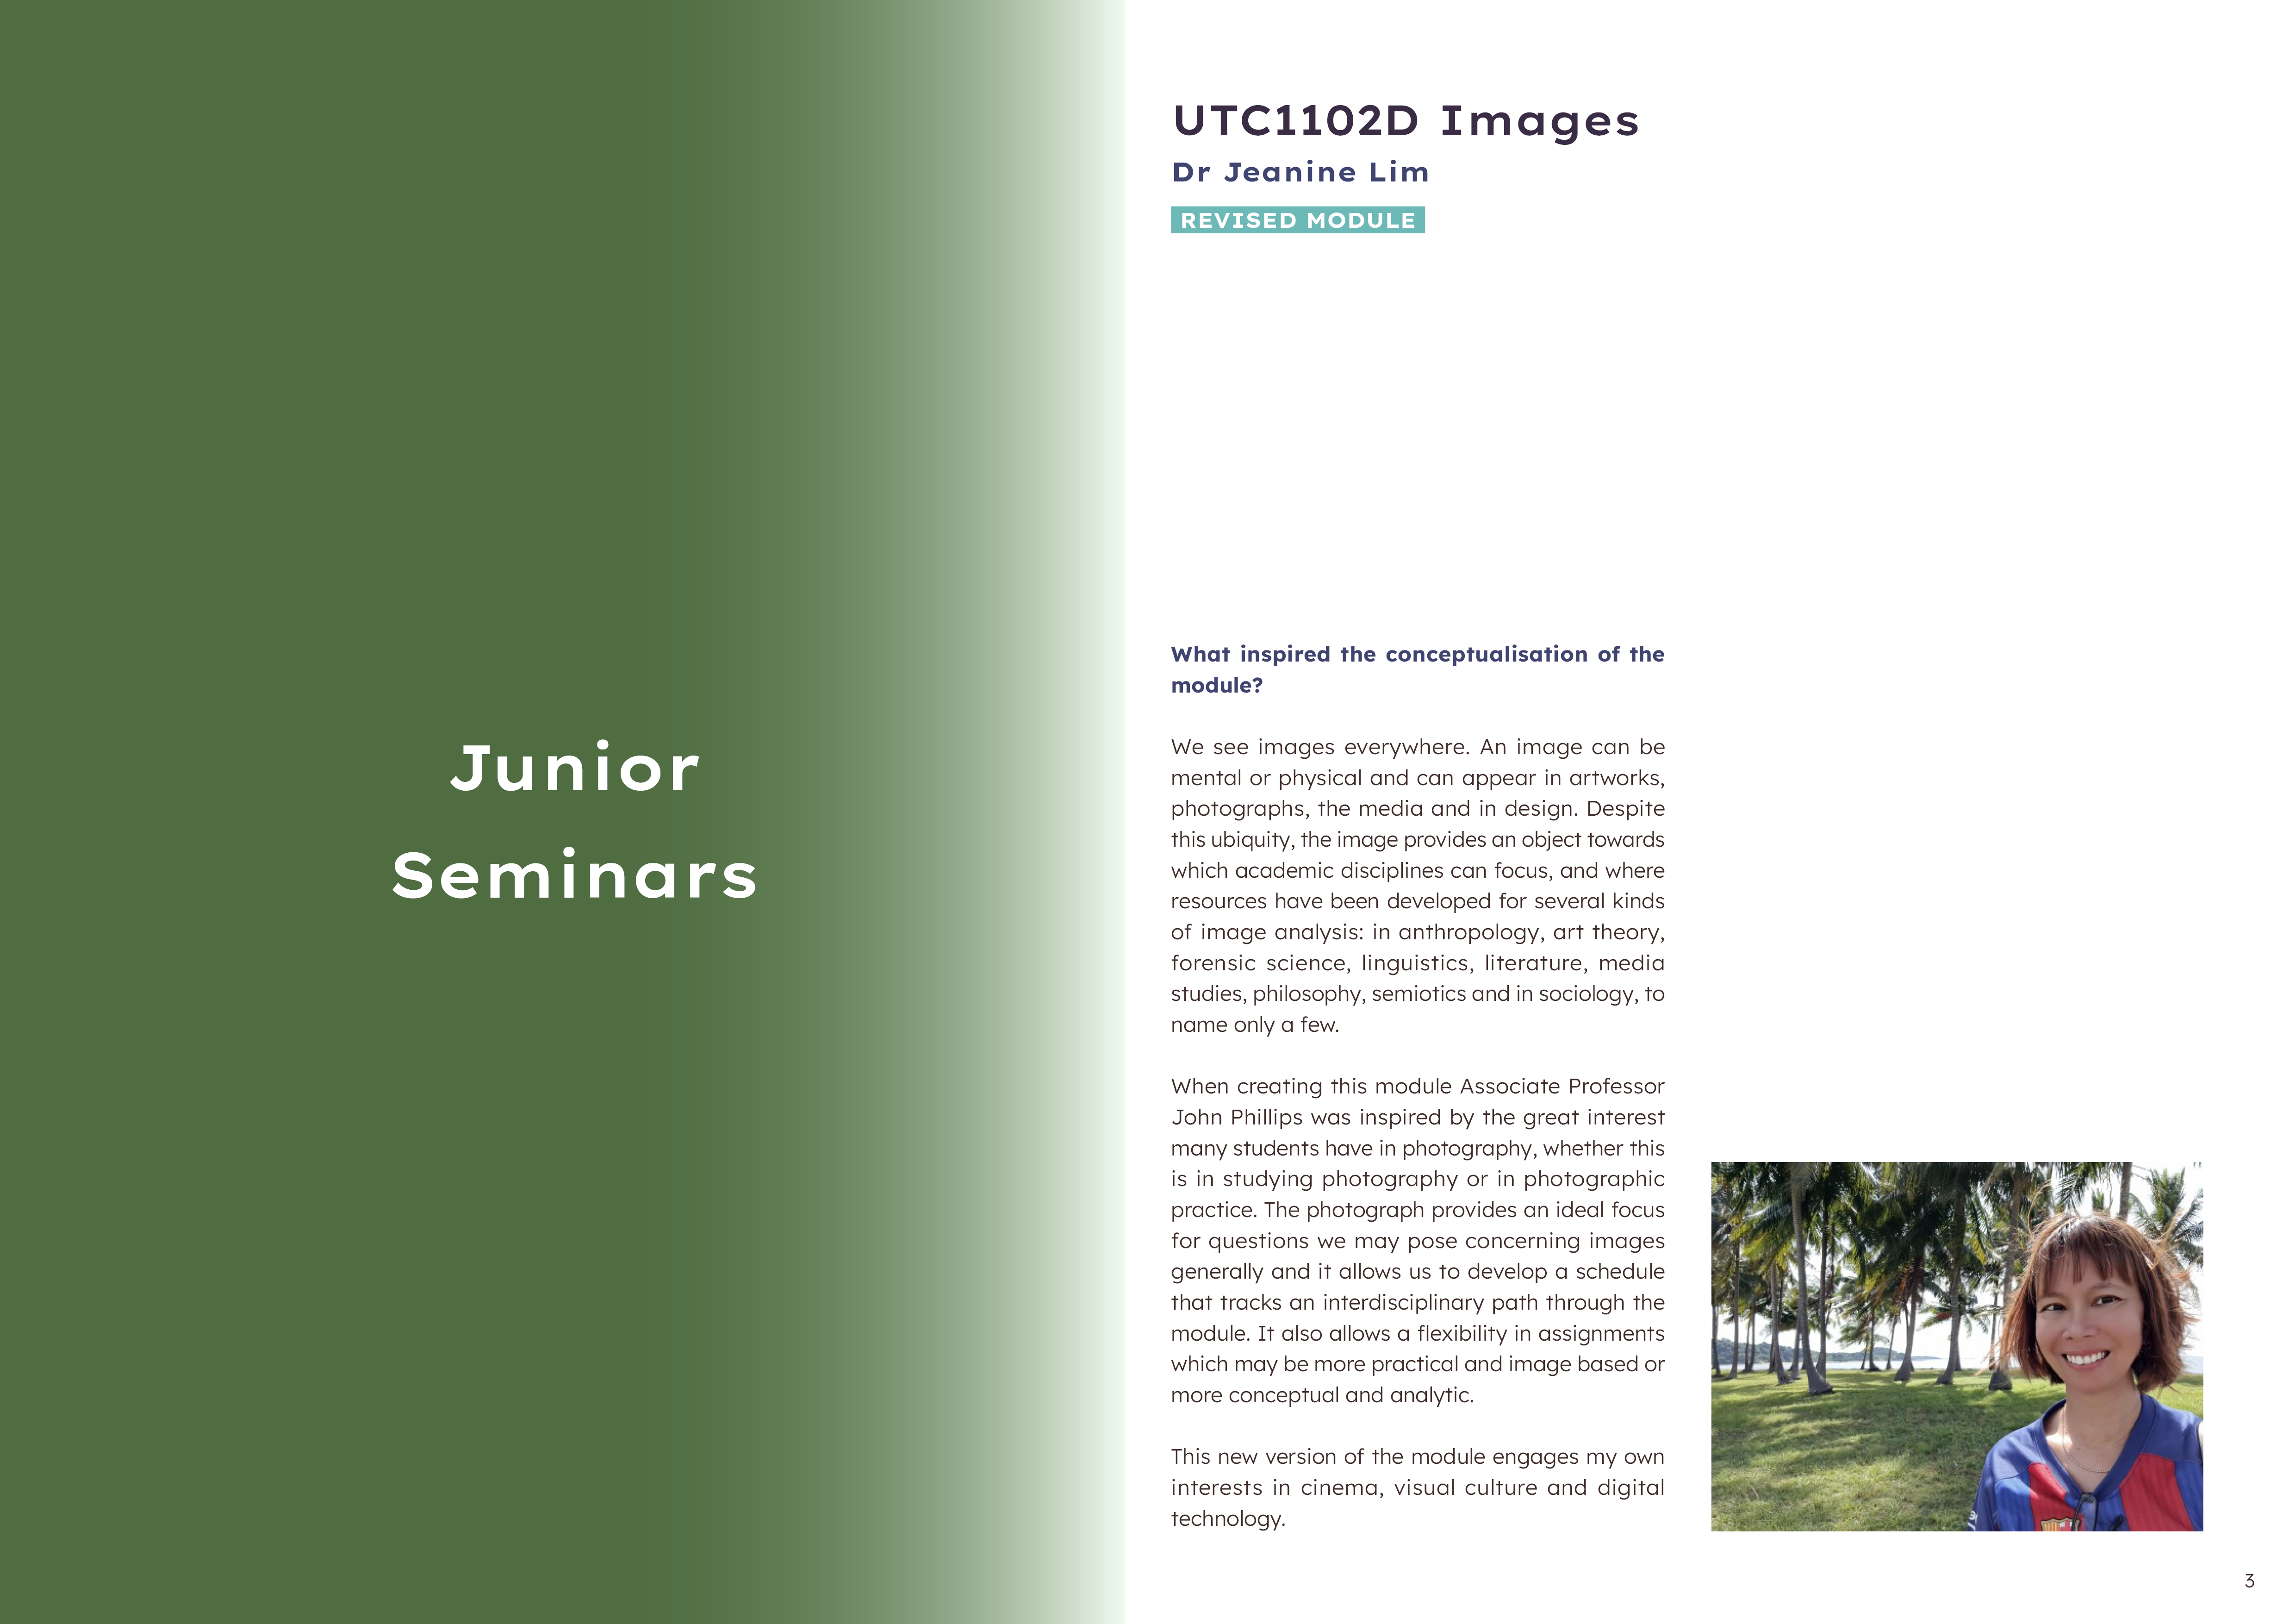 Junior
Seminars
UTC1102D Images
Dr Jeanine Lim
REVISED MODULE
What inspired the conceptualisation of the
module?
We see images everywhere. An image can be
mental or physical and can appear in artworks,
photographs, the media and in design. Despite
this ubiquity, the image provides an object towards
which academic disciplines can focus, and where
resources have been developed for several kinds
of image analysis: in anthropology, art theory,
forensic science, linguistics, literature, media
studies, philosophy, semiotics and in sociology, to
name only a few.
When creating this module Associate Professor
John Phillips was inspired by the great interest
many students have in photography, whether this
is in studying photography or in photographic
practice. The photograph provides an ideal focus
for questions we may pose concerning images
generally and it allows us to develop a schedule
that tracks an interdisciplinary path through the
module. It also allows a flexibility in assignments
which may be more practical and image based or
more conceptual and analytic.
This new version of the module engages my own
interests in cinema, visual culture and digital
technology.
3